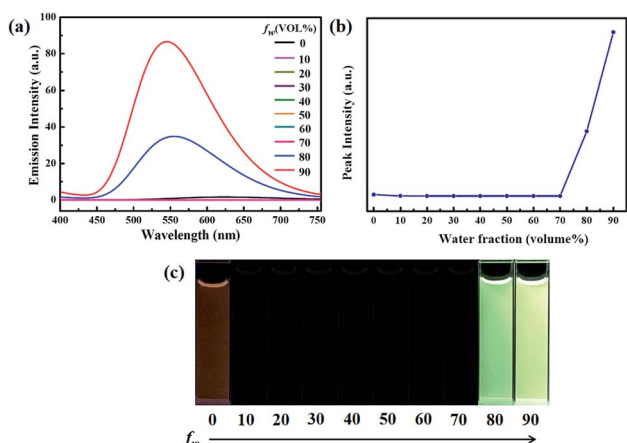 (a)
Emission Intensity (a.u.)
100
80
60
40
20
0
400 450 500 550 600 650 700 750
Wavelength (nm)
fw(VOL%)
0
10
20
30
40
50
60
70
80
90
(b)
Peak Intensity (a.u.)
0 10 20 30 40 50 60 70 80 90
Water fraction (volume%)
(c)
0 10 20 30 40 50 60 70 80 90
fw